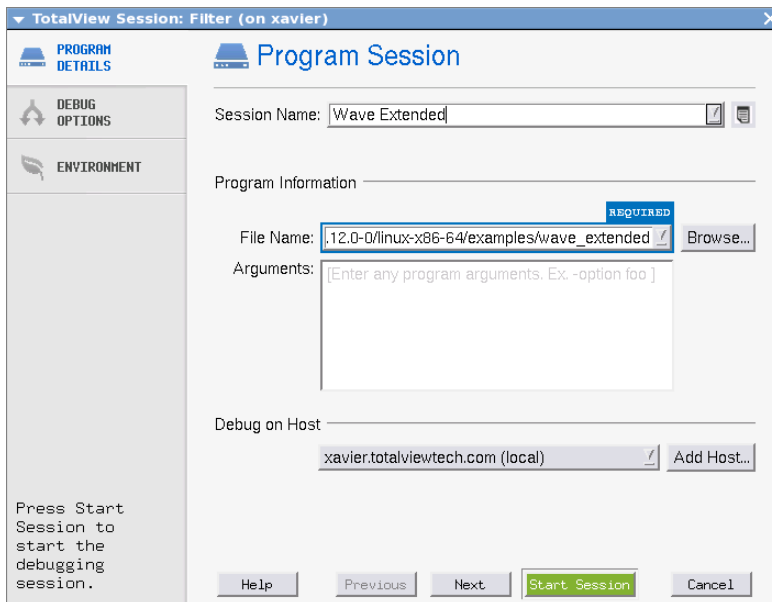 TotalView Session: Filter (on xavier)
PROGRAM
DETAILS
DEBUG
OPTIONS
ENVIRONMENT
Press Start
Session to
start the
debugging
session.
Program Session
Session Name: Wave Extended
Program Information
REQUIRED
File Name: .12.0-0/linux-x86-64/examples/wave_extended Browse...
Arguments: [Enter any program arguments. Ex. -option foo ]
Debug on Host
xavier.totalviewtech.com (local) Add Host...
Help Previous Next Start Session Cancel